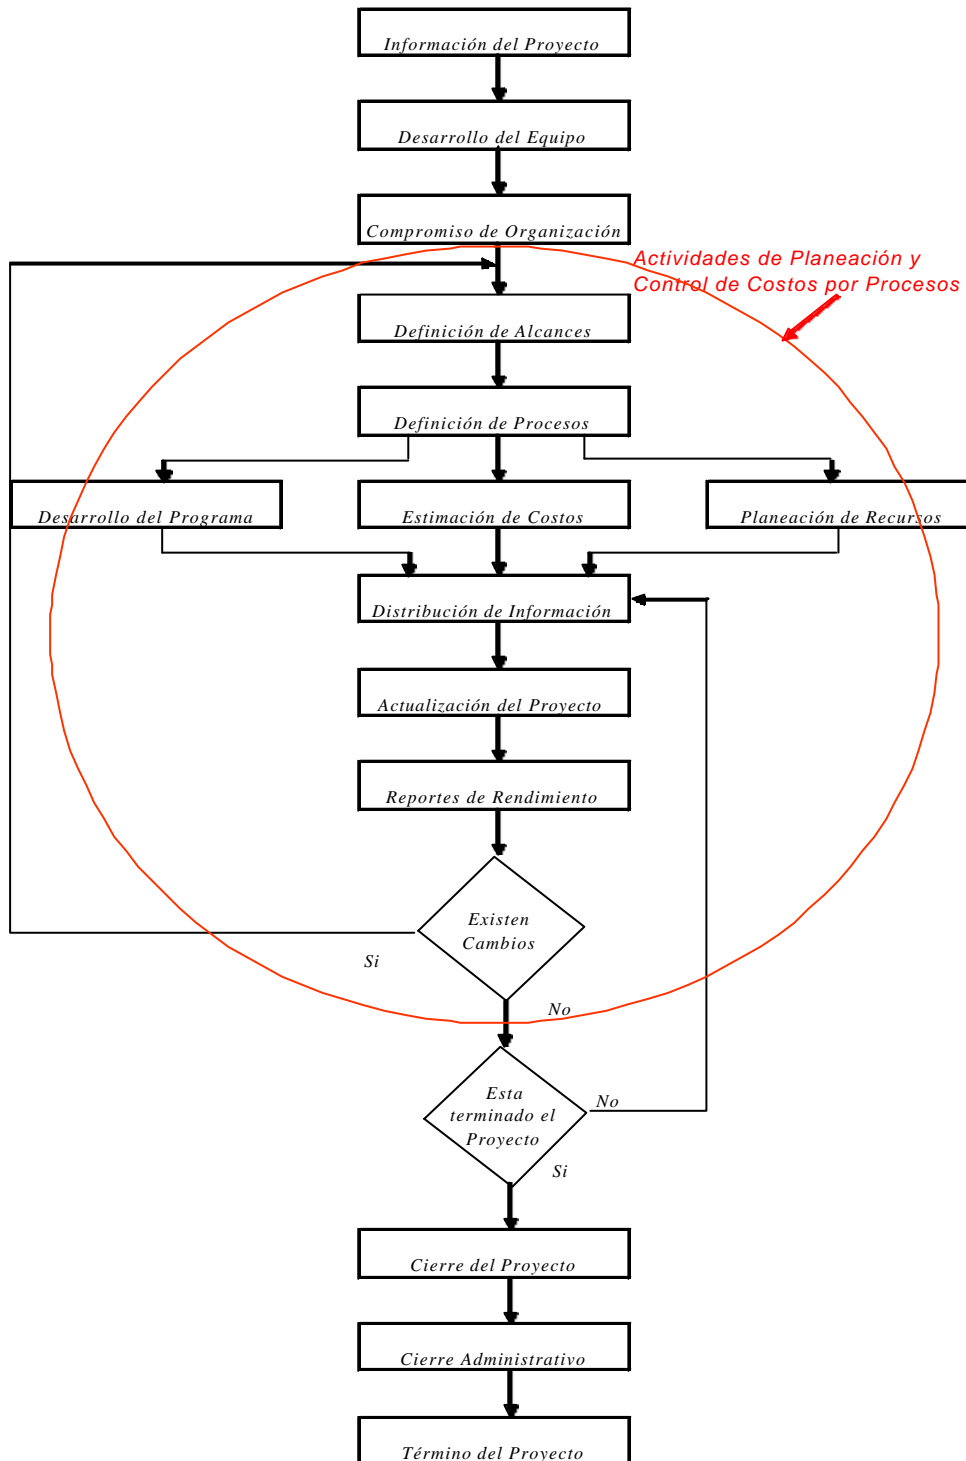 Información del Proyecto
Desarrollo del Equipo
Compromiso de Organización
Actividades de Planeación y
Control de Costos por Procesos
Definición de Alcances
Definición de Procesos
Desarrollo del Programa
Estimación de Costos
Planeación de Recursos
Distribución de Información
Actualización del Proyecto
Reportes de Rendimiento
Existen
Cambios
Si
No
Esta
terminado el
Proyecto
No
Si
Cierre del Proyecto
Cierre Administrativo
Término del Proyecto